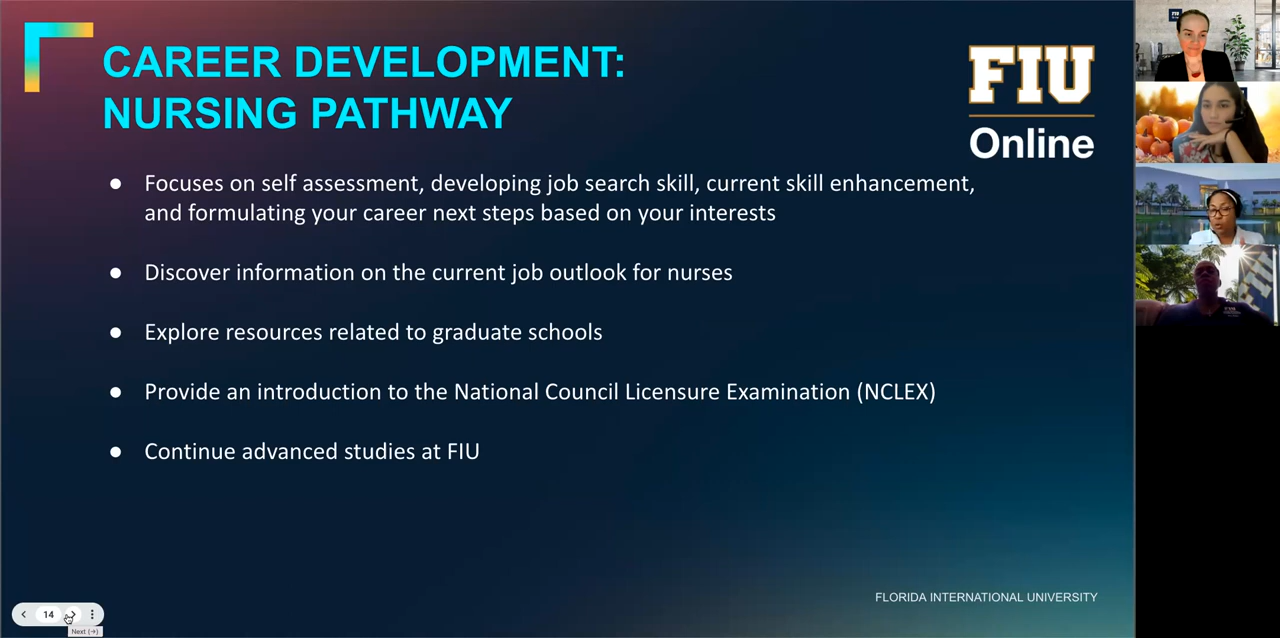 CAREER DEVELOPMENT:
NURSING PATHWAY
FIU
Online
● Focuses on self assessment, developing job search skill, current skill enhancement,
and formulating your career next steps based on your interests
● Discover information on the current job outlook for nurses
● Explore resources related to graduate schools
● Provide an introduction to the National Council Licensure Examination (NCLEX)
● Continue advanced studies at FIU
FLORIDA INTERNATIONAL UNIVERSITY
14
Next (→)